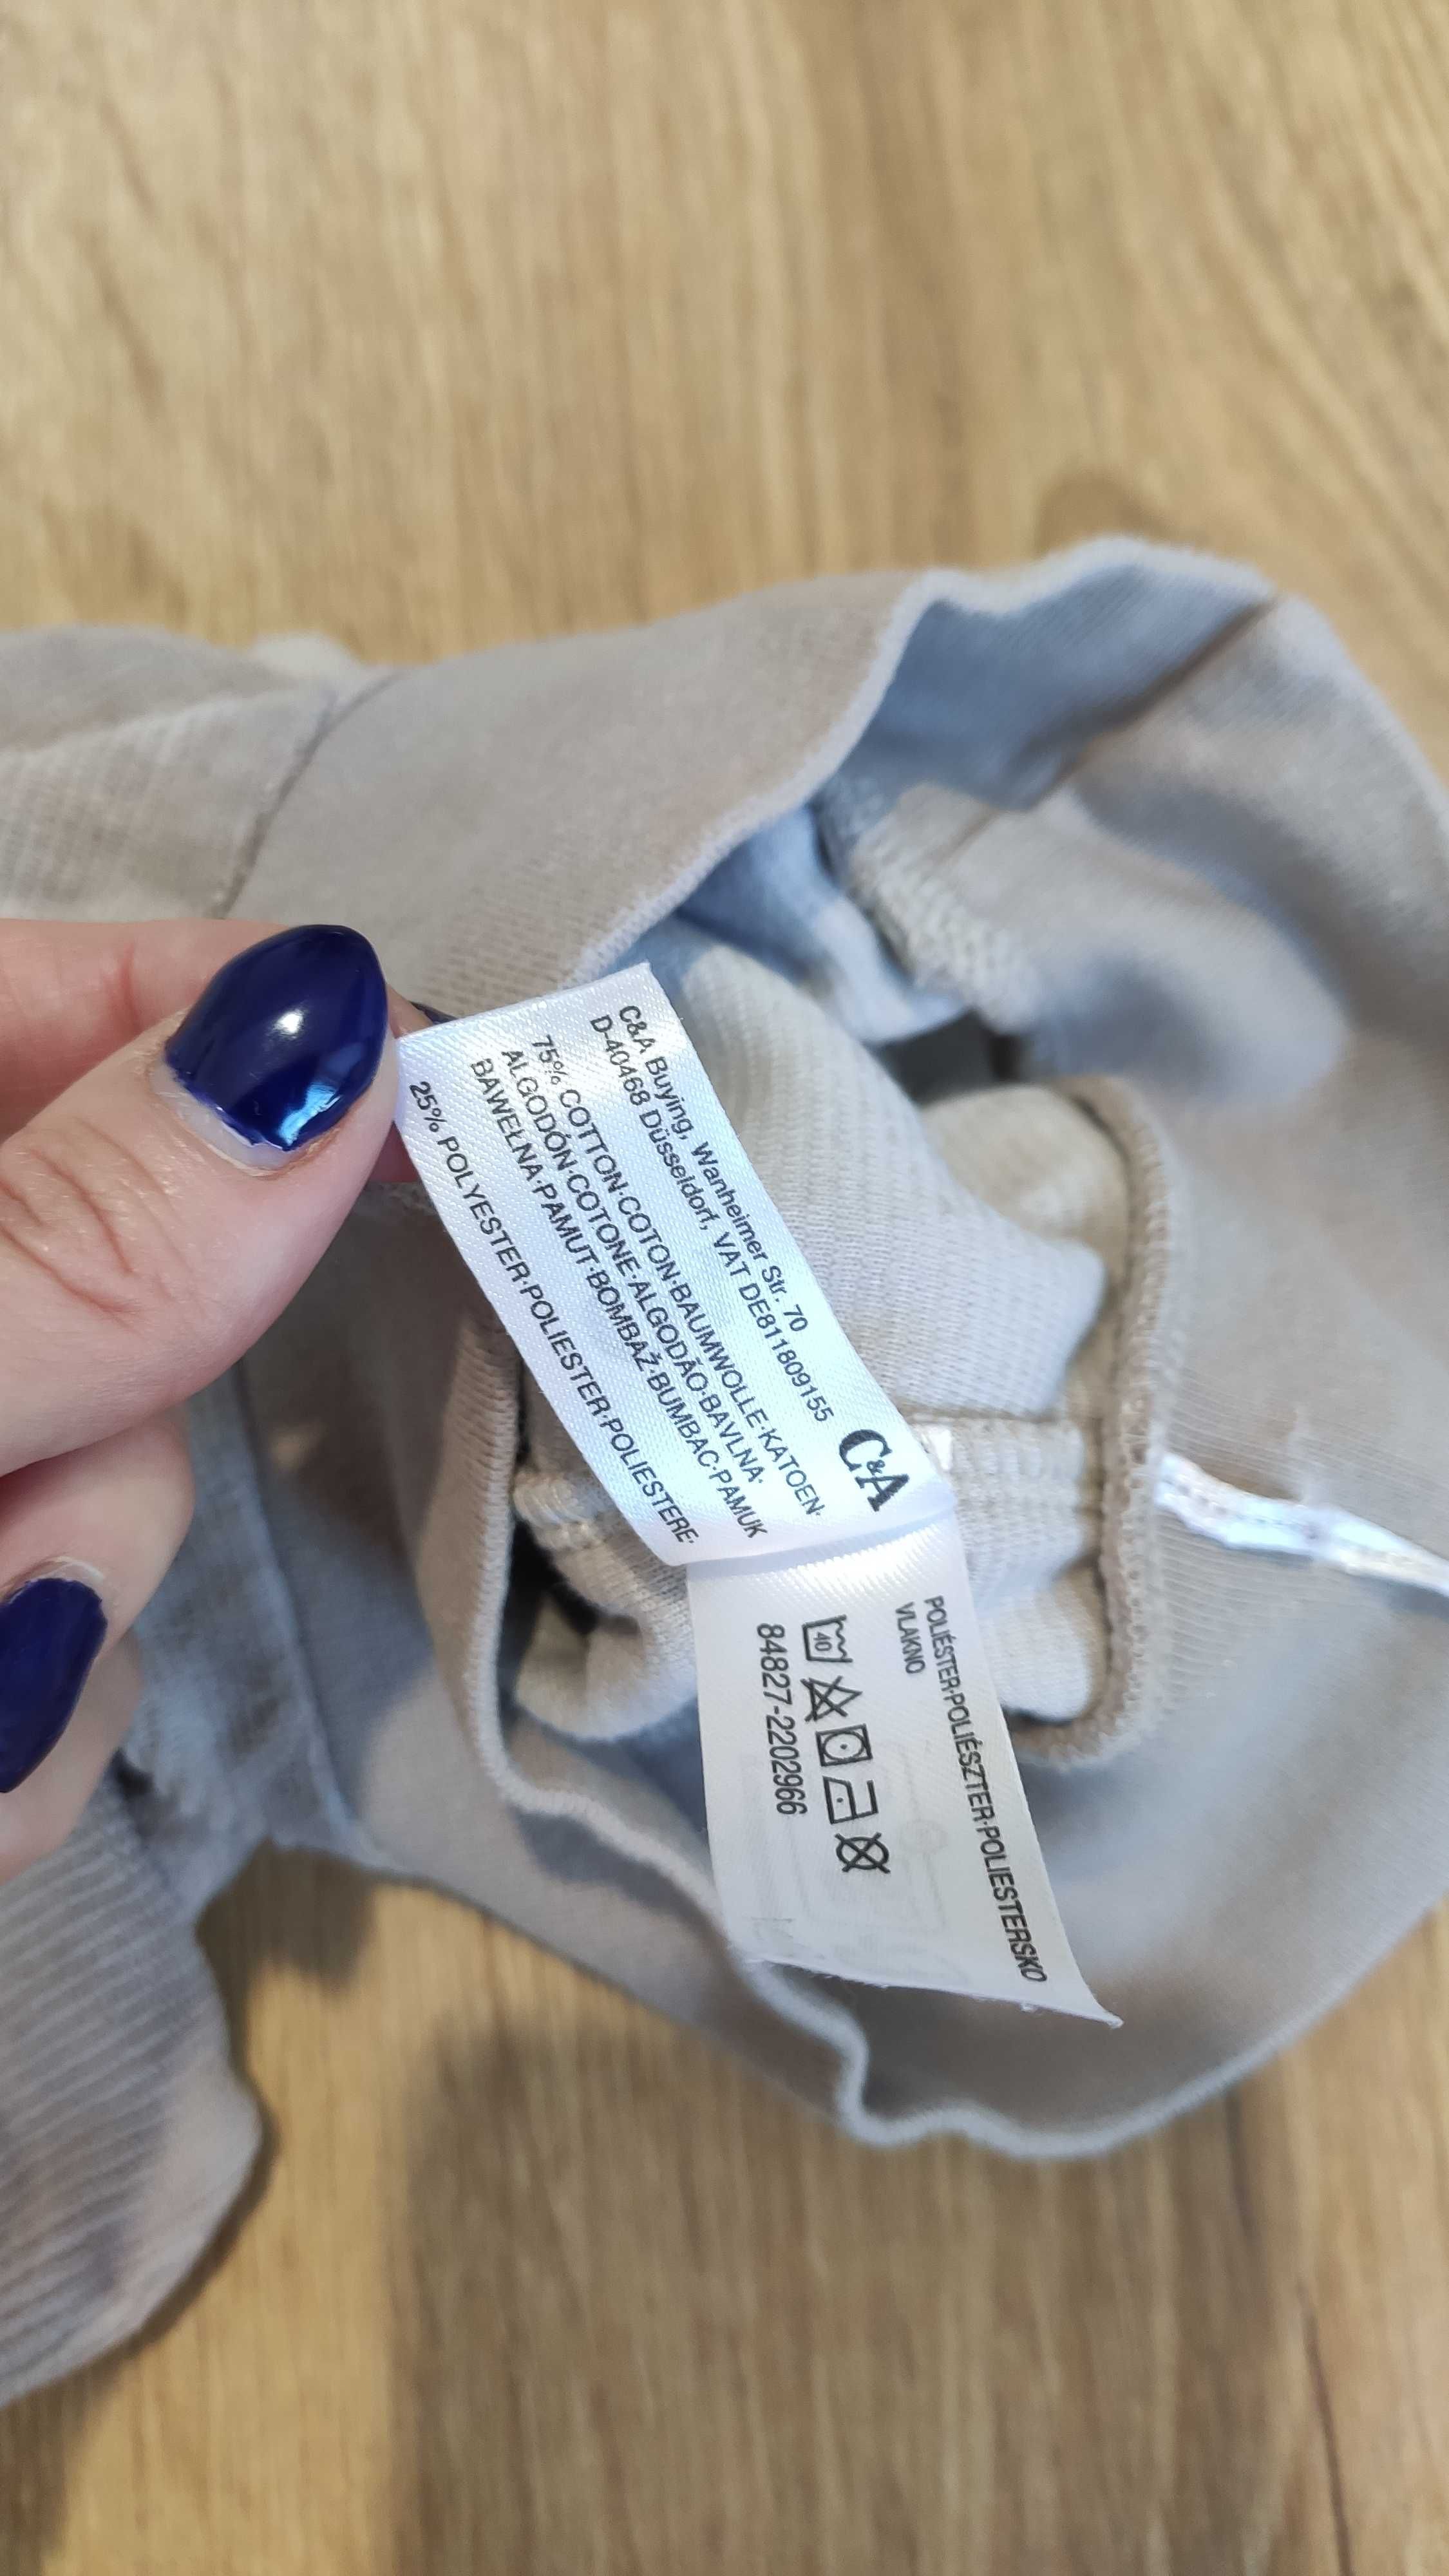 C&A
C&A Buying, Wanheimer Str. 70
D-40468 Düsseldorf, VAT DE811809155
75% COTTON·COTON·BAUMWOLLE·KATOEN·
ALGODÓN·COTONE·ALGODÃO·BAVLNA·
BAWEŁNA·PAMUT·BOMBAŽ·BUMBAC·PAMUK
25% POLYESTER·POLIESTER·POLIESTERE·
POLIÉSTER·POLIÉSZTER·POLIESTERSKO
VLAKNO
40
84827-2202966